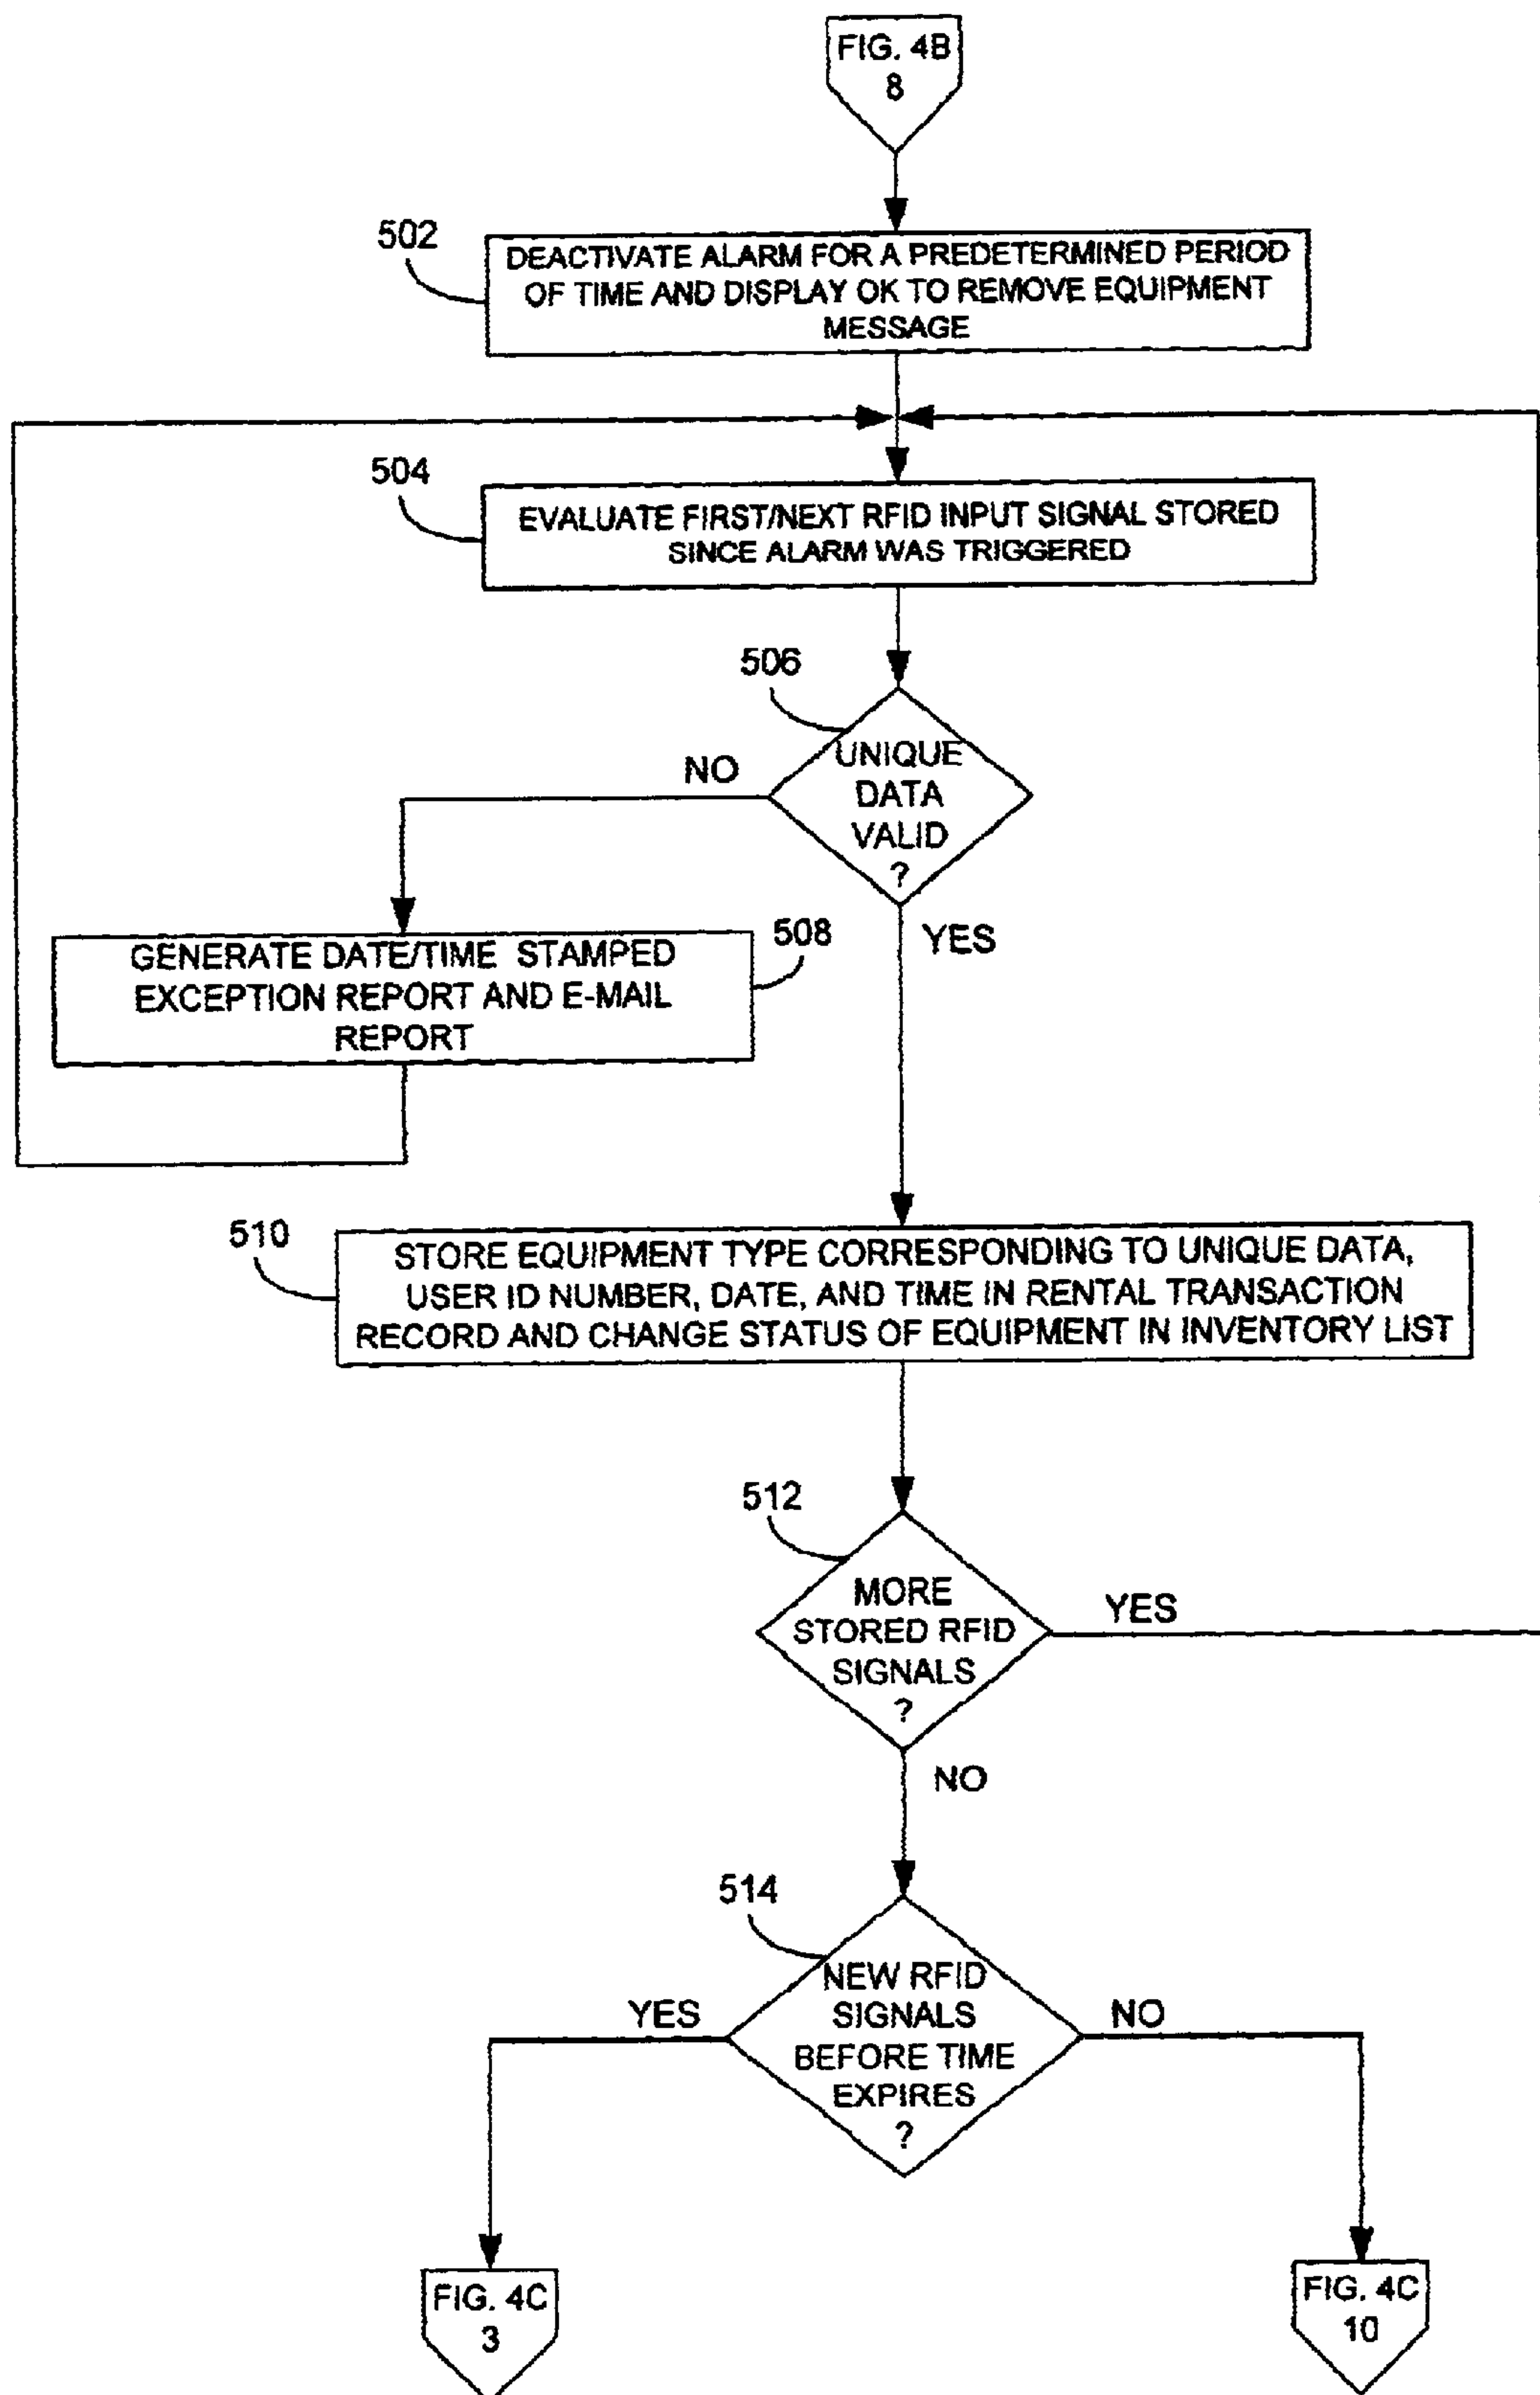 FIG. 4B
8
502
DEACTIVATE ALARM FOR A PREDETERMINED PERIOD
OF TIME AND DISPLAY OK TO REMOVE EQUIPMENT
MESSAGE
504
EVALUATE FIRST/NEXT RFID INPUT SIGNAL STORED
SINCE ALARM WAS TRIGGERED
506
UNIQUE
DATA
VALID
?
NO
YES
508
GENERATE DATE/TIME STAMPED
EXCEPTION REPORT AND E-MAIL
REPORT
510
STORE EQUIPMENT TYPE CORRESPONDING TO UNIQUE DATA,
USER ID NUMBER, DATE, AND TIME IN RENTAL TRANSACTION
RECORD AND CHANGE STATUS OF EQUIPMENT IN INVENTORY LIST
512
MORE
STORED RFID
SIGNALS
?
YES
NO
514
NEW RFID
SIGNALS
BEFORE TIME
EXPIRES
?
YES
NO
FIG. 4C
3
FIG. 4C
10